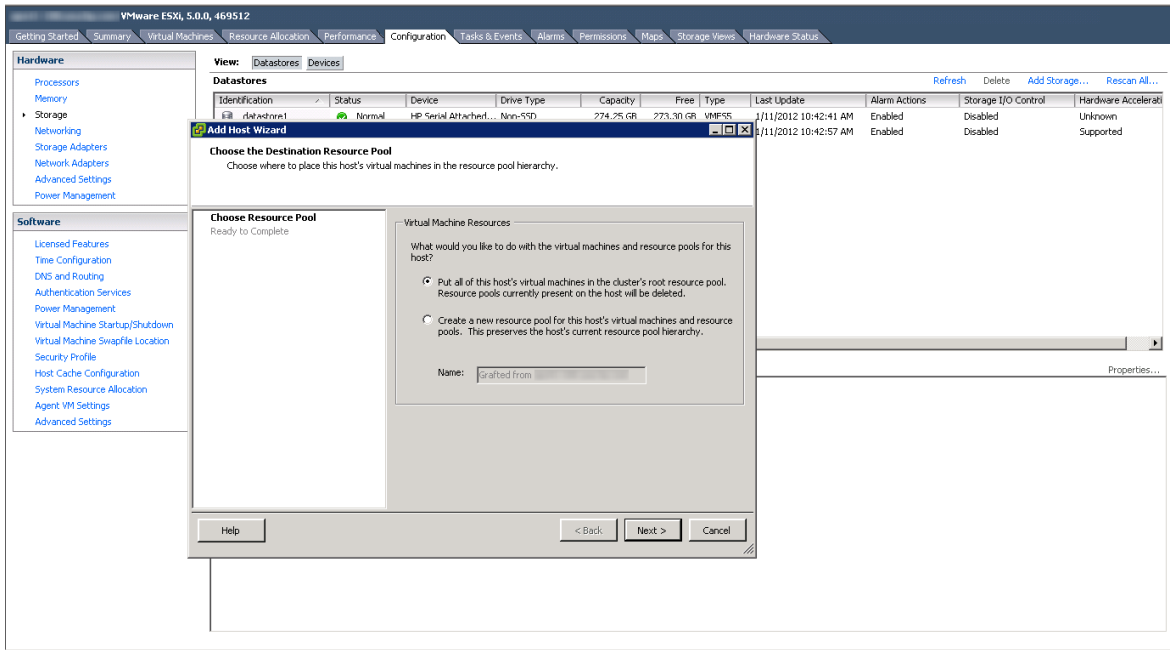 VMware ESXi, 5.0.0, 469512
Getting Started Summary Virtual Machines Resource Allocation Performance Configuration Tasks & Events Alarms Permissions Maps Storage Views Hardware Status
Hardware
Processors
Memory
Storage
Networking
Storage Adapters
Network Adapters
Advanced Settings
Power Management
Software
Licensed Features
Time Configuration
DNS and Routing
Authentication Services
Power Management
Virtual Machine Startup/Shutdown
Virtual Machine Swapfile Location
Security Profile
Host Cache Configuration
System Resource Allocation
Agent VM Settings
Advanced Settings
View: Datastores Devices
Datastores Refresh Delete Add Storage... Rescan All...
Identification Status Device Drive Type Capacity Free Type Last Update Alarm Actions Storage I/O Control Hardware Accelerati
datastore1 Normal HP Serial Attached... Non-SSD 274.25 GB 273.30 GB VMFS5 1/11/2012 10:42:41 AM Enabled Disabled Unknown
1/11/2012 10:42:57 AM Enabled Disabled Supported
Properties...
Add Host Wizard
Choose the Destination Resource Pool
Choose where to place this host's virtual machines in the resource pool hierarchy.
Choose Resource Pool
Ready to Complete
Virtual Machine Resources
What would you like to do with the virtual machines and resource pools for this
host?
Put all of this host's virtual machines in the cluster's root resource pool.
Resource pools currently present on the host will be deleted.
Create a new resource pool for this host's virtual machines and resource
pools. This preserves the host's current resource pool hierarchy.
Name: Grafted from
Help < Back Next > Cancel